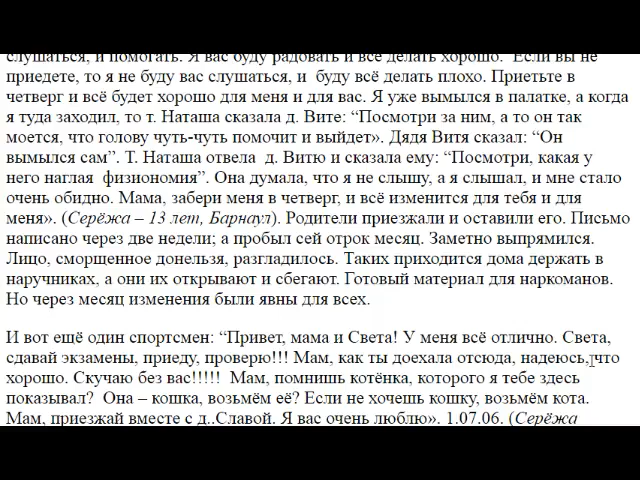 слушаться, и помогать. Я вас буду радовать и всё делать хорошо. Если вы не
приедете, то я не буду вас слушаться, и буду всё делать плохо. Приетьте в
четверг и всё будет хорошо для меня и для вас. Я уже вымылся в палатке, а когда
я туда заходил, то т. Наташа сказала д. Вите: “Посмотри за ним, а то он так
моется, что голову чуть-чуть помочит и выйдет». Дядя Витя сказал: “Он
вымылся сам”. Т. Наташа отвела д. Витю и сказала ему: “Посмотри, какая у
него наглая физиономия”. Она думала, что я не слышу, а я слышал, и мне стало
очень обидно. Мама, забери меня в четверг, и всё изменится для тебя и для
меня». (Серёжа – 13 лет, Барнаул). Родители приезжали и оставили его. Письмо
написано через две недели; а пробыл сей отрок месяц. Заметно выпрямился.
Лицо, сморщенное донельзя, разгладилось. Таких приходится дома держать в
наручниках, а они их открывают и сбегают. Готовый материал для наркоманов.
Но через месяц изменения были явны для всех.
И вот ещё один спортсмен: “Привет, мама и Света! У меня всё отлично. Света,
сдавай экзамены, приеду, проверю!!! Мам, как ты доехала отсюда, надеюсь, что
хорошо. Скучаю без вас!!!!! Мам, помнишь котёнка, которого я тебе здесь
показывал? Она – кошка, возьмём её? Если не хочешь кошку, возьмём кота.
Мам, приезжай вместе с д..Славой. Я вас очень люблю». 1.07.06. (Серёжа